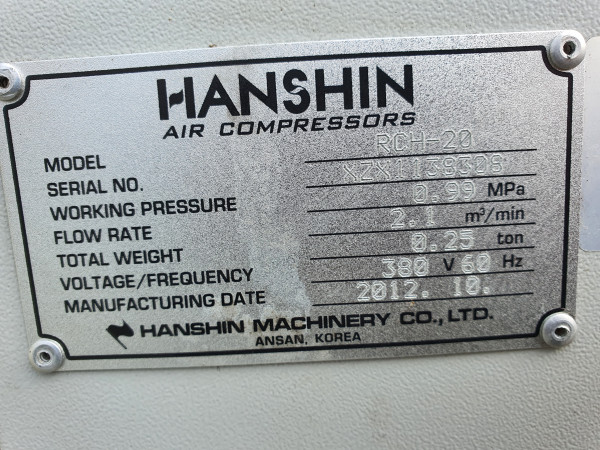 HANSHIN
AIR COMPRESSORS
MODEL RCH-20
SERIAL NO. XZX1138308
WORKING PRESSURE 0.99 MPa
FLOW RATE 2.1 m³/min
TOTAL WEIGHT 0.25 ton
VOLTAGE/FREQUENCY 380 V 60 Hz
MANUFACTURING DATE 2012. 10.
HANSHIN MACHINERY CO., LTD.
ANSAN, KOREA